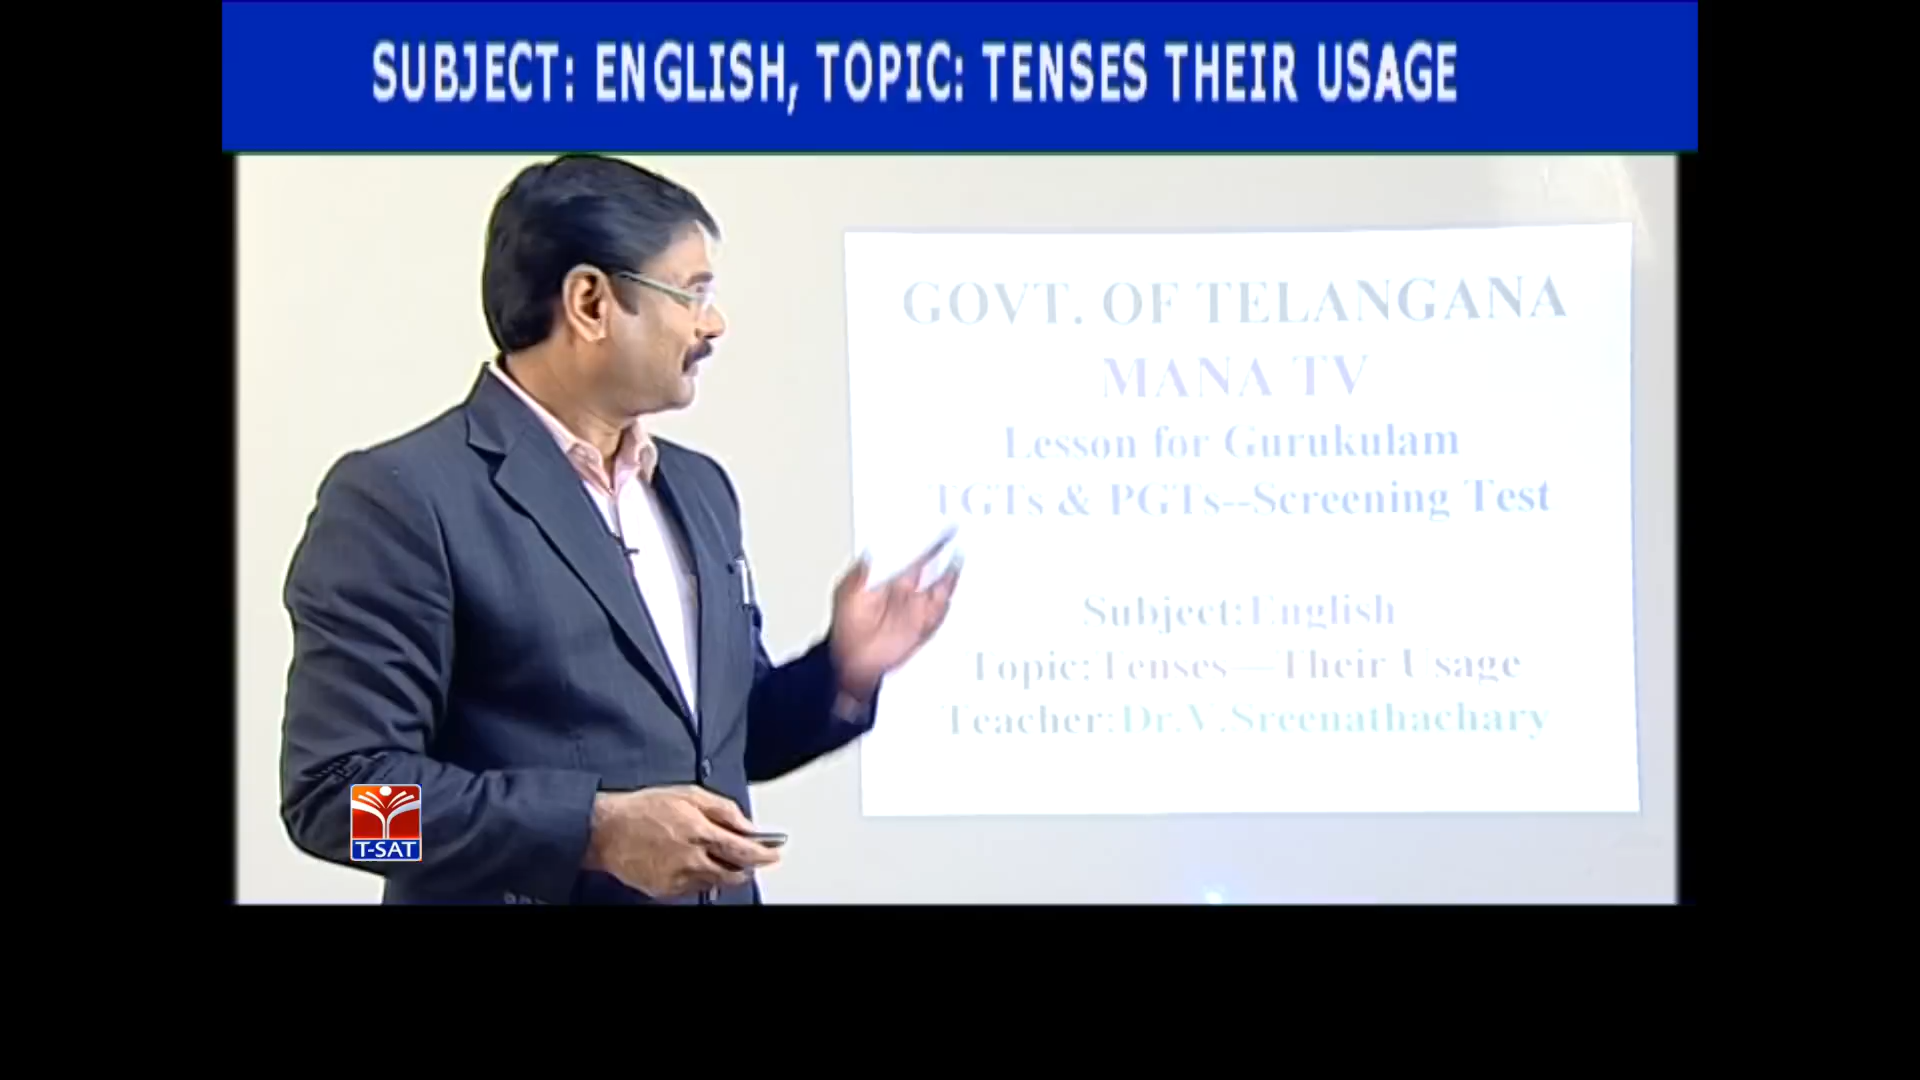 SUBJECT: ENGLISH, TOPIC: TENSES THEIR USAGE
GOVT. OF TELANGANA
MANA TV
Lesson for Gurukulam
TGTs & PGTs--Screening Test
Subject:English
Topic:Tenses—Their Usage
Teacher:Dr.V.Sreenathachary
T-SAT